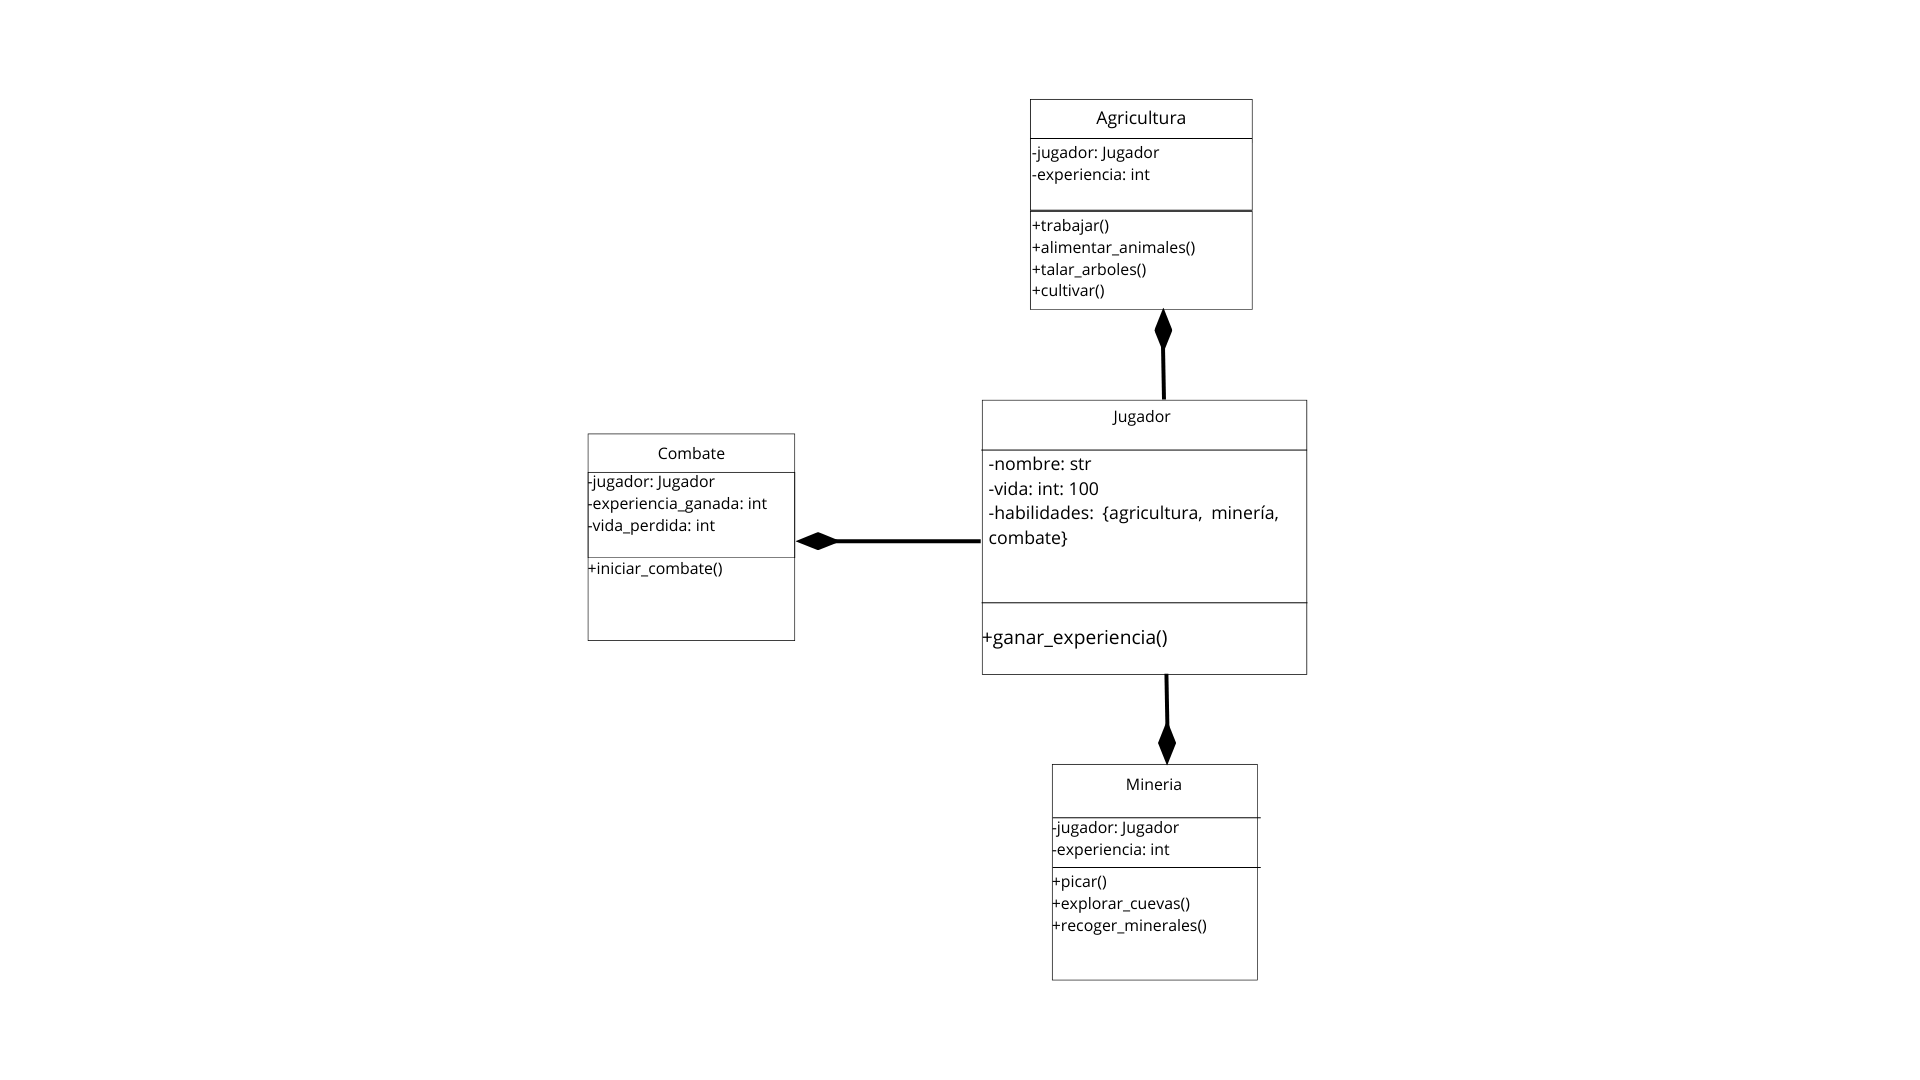 Agricultura
-jugador: Jugador
-experiencia: int
+trabajar()
+alimentar_animales()
+talar_arboles()
+cultivar()
Jugador
-nombre: str
-vida: int: 100
-habilidades: {agricultura, minería,
combate}
+ganar_experiencia()
Combate
-jugador: Jugador
-experiencia_ganada: int
-vida_perdida: int
+iniciar_combate()
Mineria
-jugador: Jugador
-experiencia: int
+picar()
+explorar_cuevas()
+recoger_minerales()